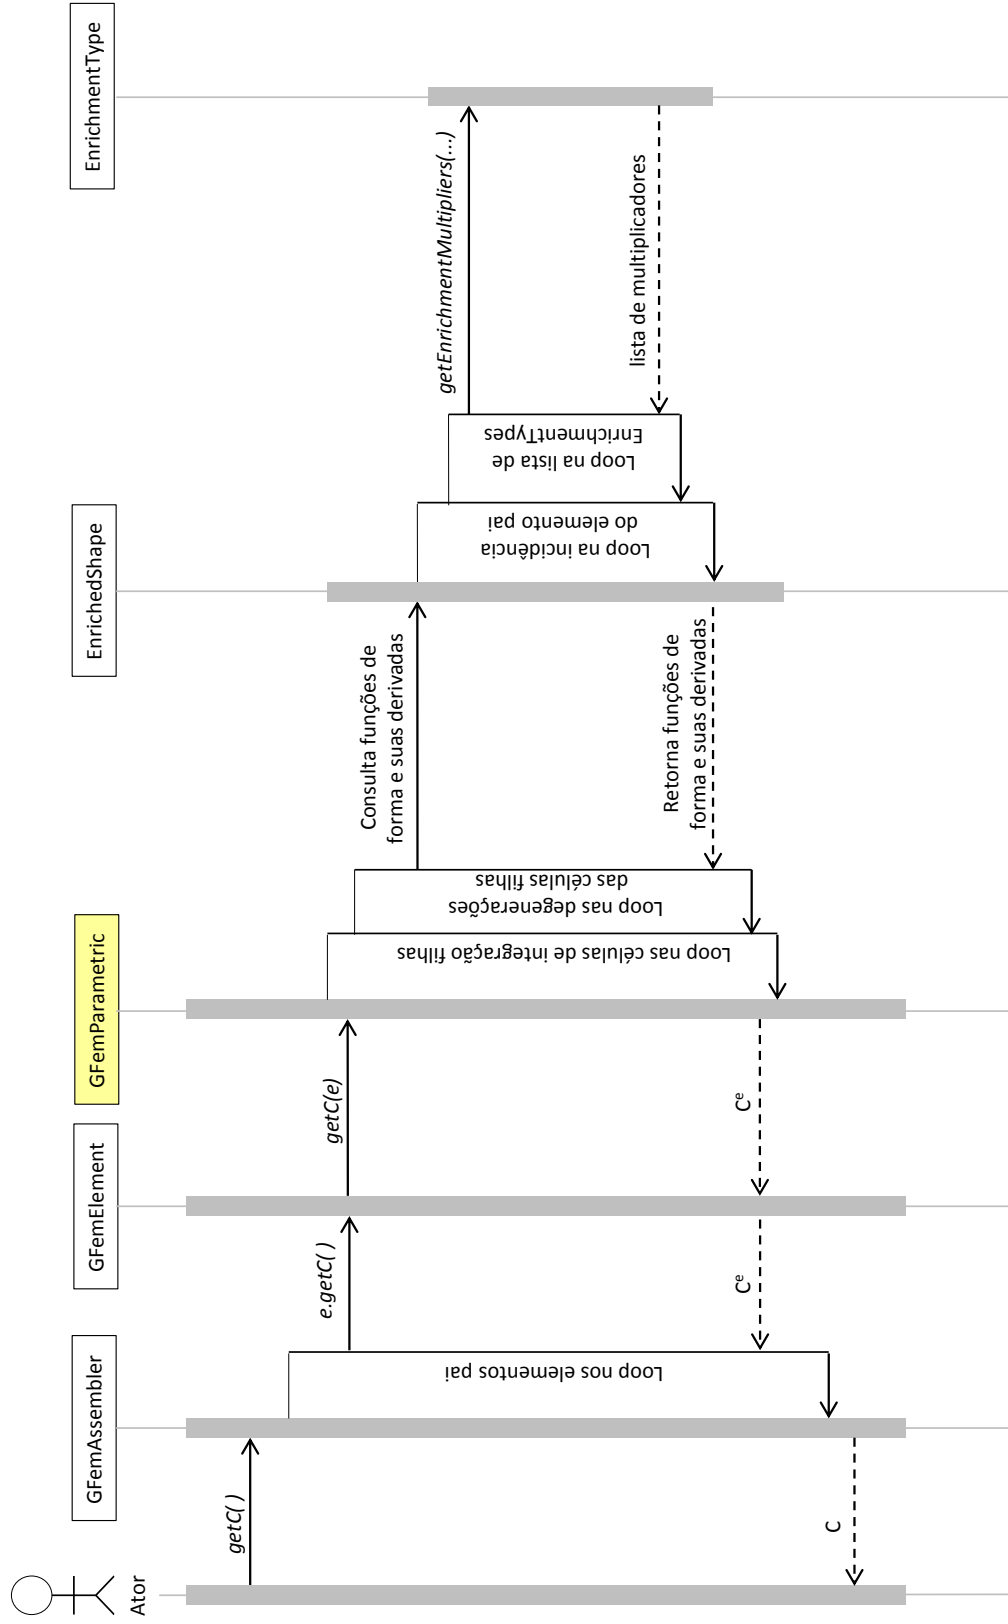 Ator
GFemAssembler
GFemElement
GFemParametric
EnrichedShape
EnrichmentType
getC( )
Loop nos elementos pai
e.getC( )
getC(e)
Loop nas células de integração filhas
Loop nas degenerações
das células filhas
Consulta funções de
forma e suas derivadas
Loop na incidência
do elemento pai
Loop na lista de
EnrichmentTypes
getEnrichmentMultipliers(...)
lista de multiplicadores
Retorna funções de
forma e suas derivadas
Cᵉ
Cᵉ
C